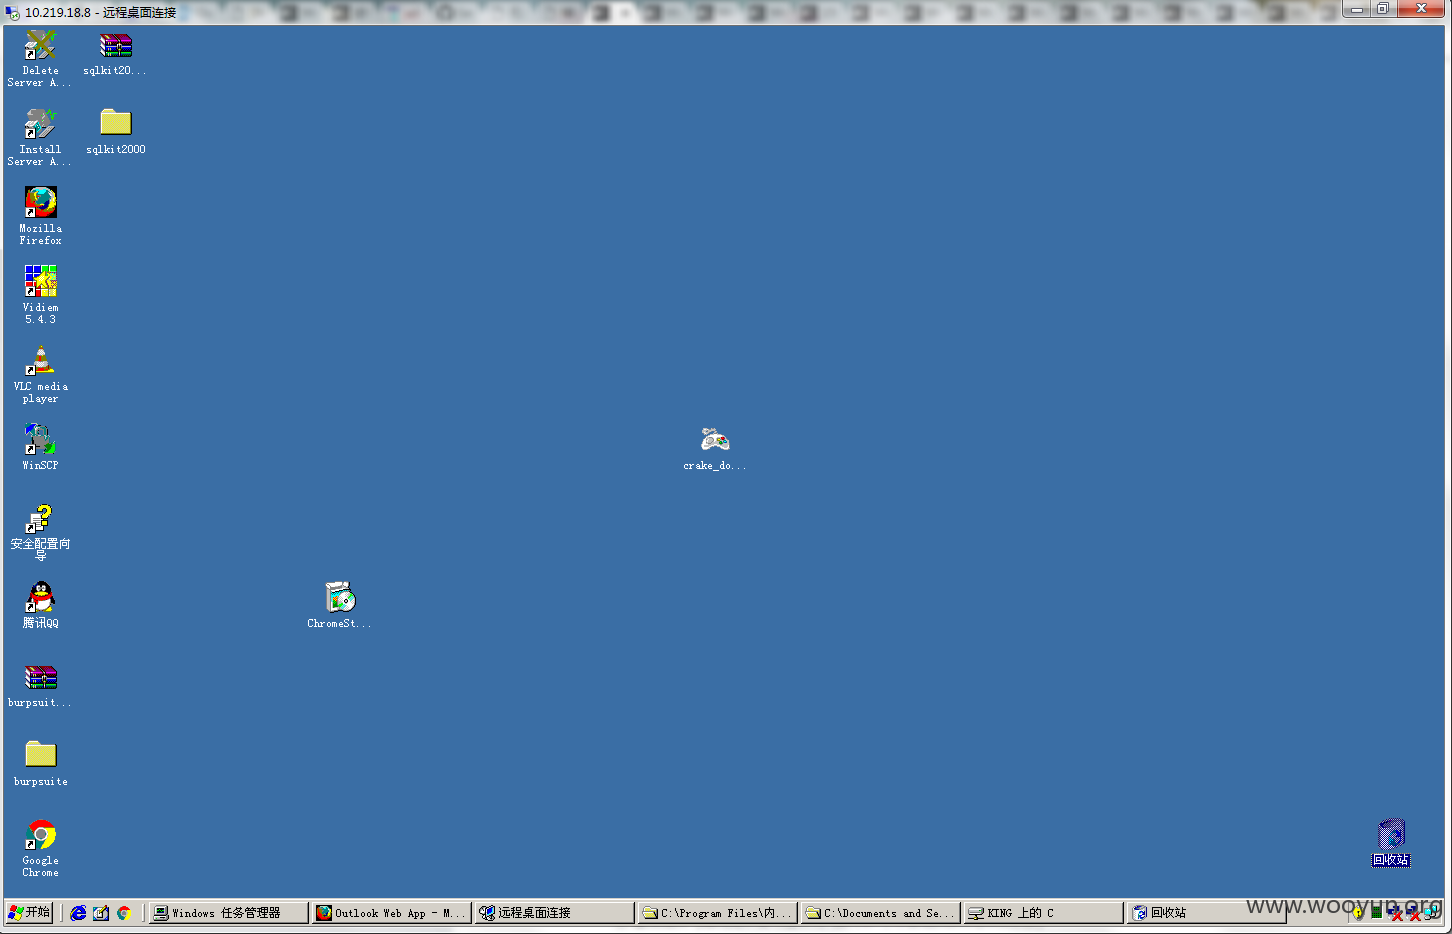 10.219.18.8 - 远程桌面连接
Delete
Server A...
sqlkit20...
Install
Server A...
sqlkit2000
Mozilla
Firefox
Vidiem
5.4.3
VLC media
player
WinSCP
crake_do...
安全配置向
导
腾讯QQ
ChromeSt...
burpsuit...
burpsuite
Google
Chrome
回收站
开始
Windows 任务管理器
Outlook Web App - M...
远程桌面连接
C:\Program Files\内...
C:\Documents and Se...
KING 上的 C
回收站
www.wooyup.org